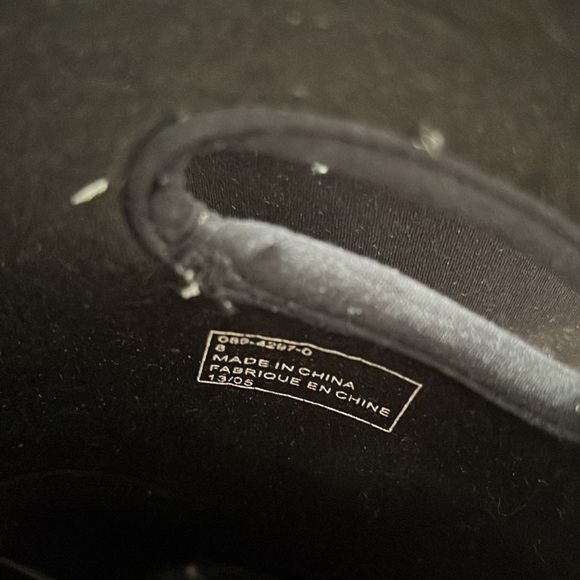 089-4297-0
8
MADE IN CHINA
FABRIQUE EN CHINE
13/05